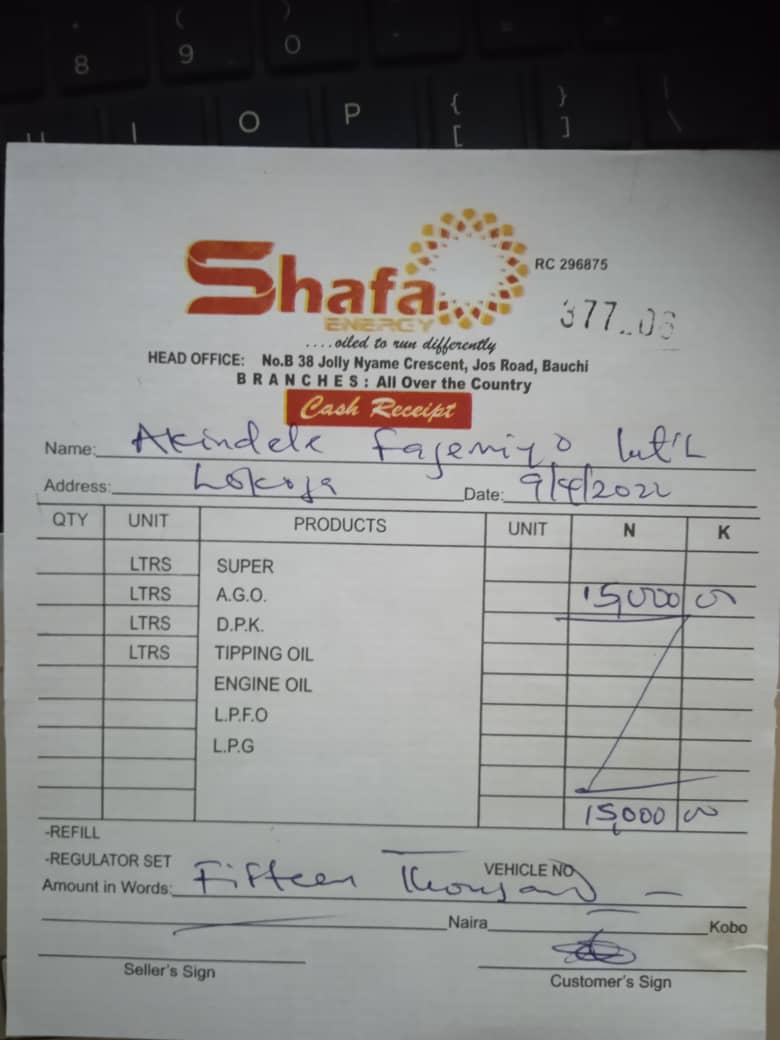 * ( )
8 9 0
U I O P { [ } ] | \
Shafa
ENERGY
RC 296875
377..06
....oiled to run differently
HEAD OFFICE: No.B 38 Jolly Nyame Crescent, Jos Road, Bauchi
BRANCHES: All Over the Country
Cash Receipt
Name: Akindele Fajemiyo Int'L
Address: Lokoja Date: 9/4/2022
QTY UNIT PRODUCTS UNIT N K
LTRS SUPER
LTRS A.G.O. 15,000 00
LTRS D.P.K.
LTRS TIPPING OIL
ENGINE OIL
L.P.F.O
L.P.G
15,000 00
-REFILL
-REGULATOR SET VEHICLE NO
Amount in Words: Fifteen Thousand
Naira Kobo
Seller's Sign Customer's Sign